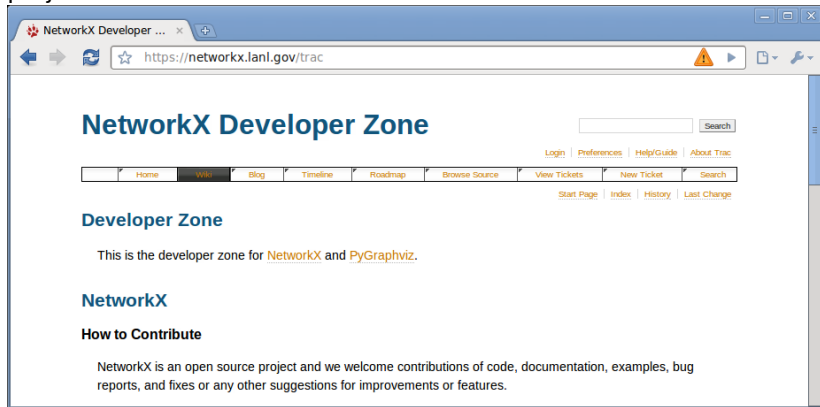 NetworkX Developer ...
https://networkx.lanl.gov/trac
NetworkX Developer Zone
Search
Login | Preferences | Help/Guide | About Trac
Home Wiki Blog Timeline Roadmap Browse Source View Tickets New Ticket Search
Start Page | Index | History | Last Change
Developer Zone
This is the developer zone for NetworkX and PyGraphviz.
NetworkX
How to Contribute
NetworkX is an open source project and we welcome contributions of code, documentation, examples, bug
reports, and fixes or any other suggestions for improvements or features.